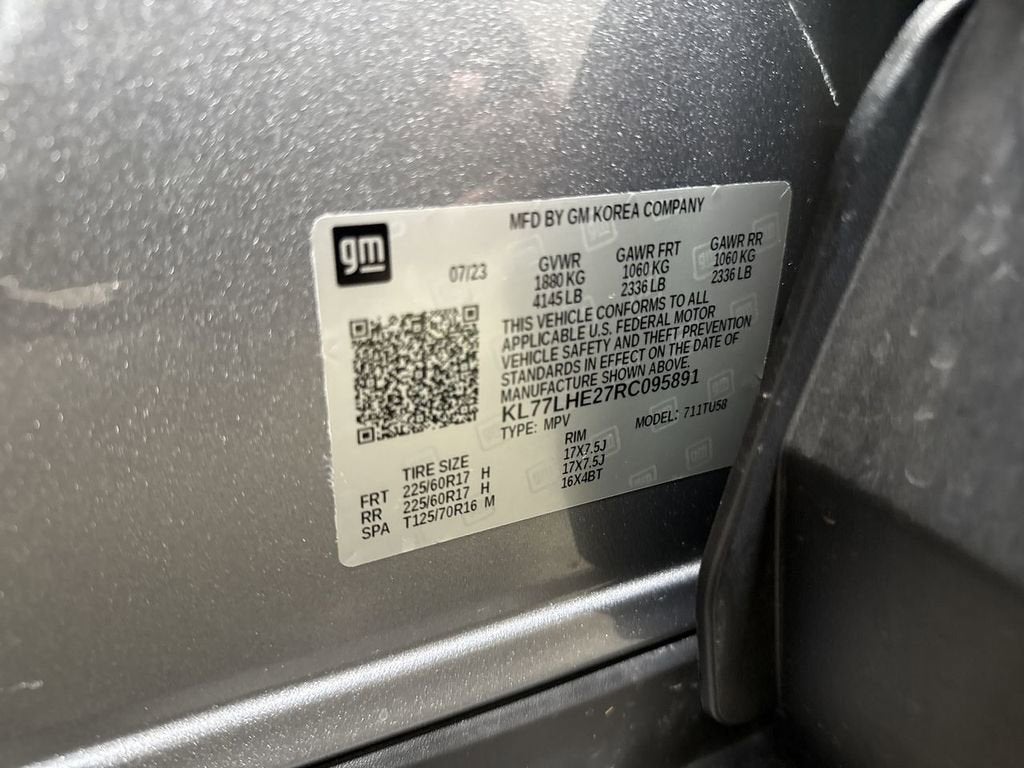 gm
MFD BY GM KOREA COMPANY
07/23
GVWR
1880 KG
4145 LB
GAWR FRT
1060 KG
2336 LB
GAWR RR
1060 KG
2336 LB
THIS VEHICLE CONFORMS TO ALL
APPLICABLE U.S. FEDERAL MOTOR
VEHICLE SAFETY AND THEFT PREVENTION
STANDARDS IN EFFECT ON THE DATE OF
MANUFACTURE SHOWN ABOVE.
KL77LHE27RC095891
TYPE: MPV
MODEL: 711TU58
TIRE SIZE RIM
FRT 225/60R17 H 17X7.5J
RR 225/60R17 H 17X7.5J
SPA T125/70R16 M 16X4BT